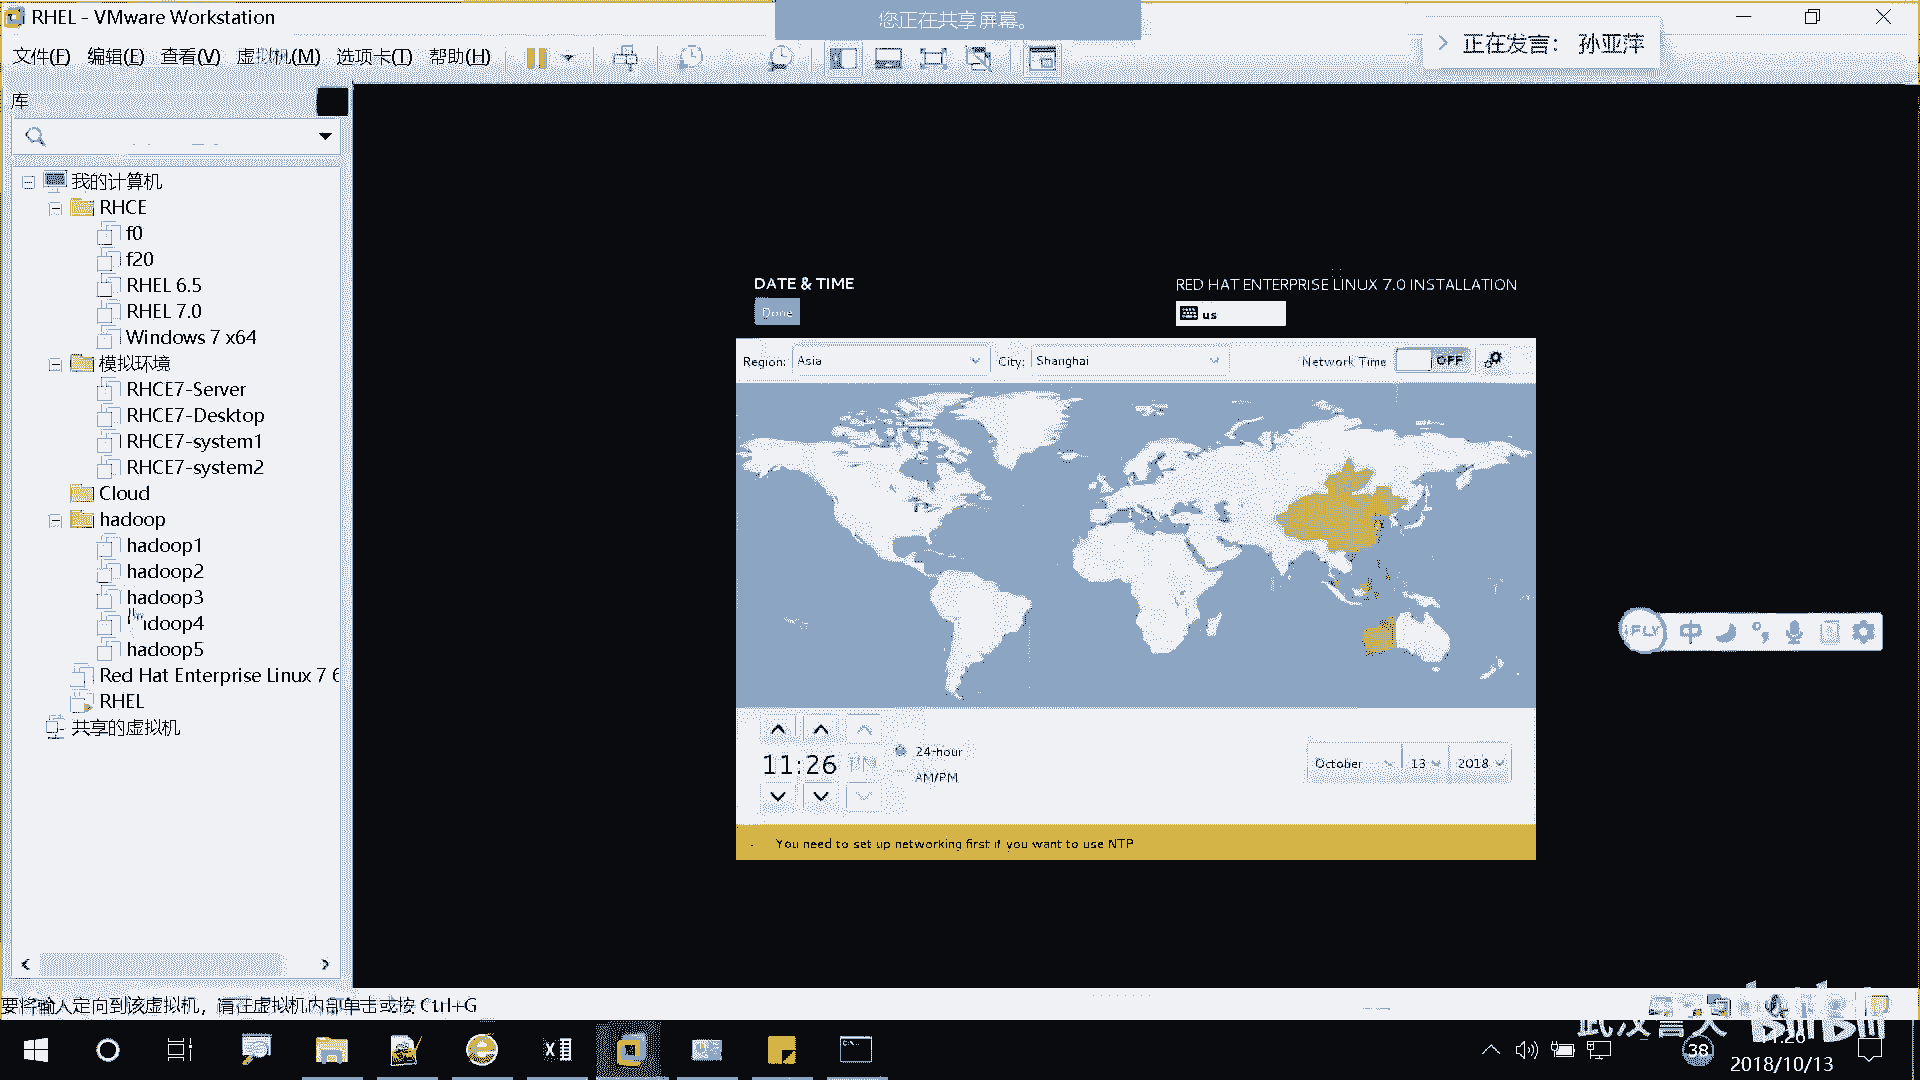 RHEL - VMware Workstation
您正在共享屏幕。
正在发言： 孙亚萍
文件(F) 编辑(E) 查看(V) 虚拟机(M) 选项卡(T) 帮助(H)
库
我的计算机
RHCE
f0
f20
RHEL 6.5
RHEL 7.0
Windows 7 x64
模拟环境
RHCE7-Server
RHCE7-Desktop
RHCE7-system1
RHCE7-system2
Cloud
hadoop
hadoop1
hadoop2
hadoop3
hadoop4
hadoop5
Red Hat Enterprise Linux 7 6
RHEL
共享的虚拟机
DATE & TIME
RED HAT ENTERPRISE LINUX 7.0 INSTALLATION
Done
us
Region: Asia City: Shanghai Network Time OFF
11:26 PM
24-hour
AM/PM
October 13 2018
You need to set up networking first if you want to use NTP
iFLY 中
要将输入定向到该虚拟机，请在虚拟机内部单击或按 Ctrl+G
bilibili
38
11:26
2018/10/13